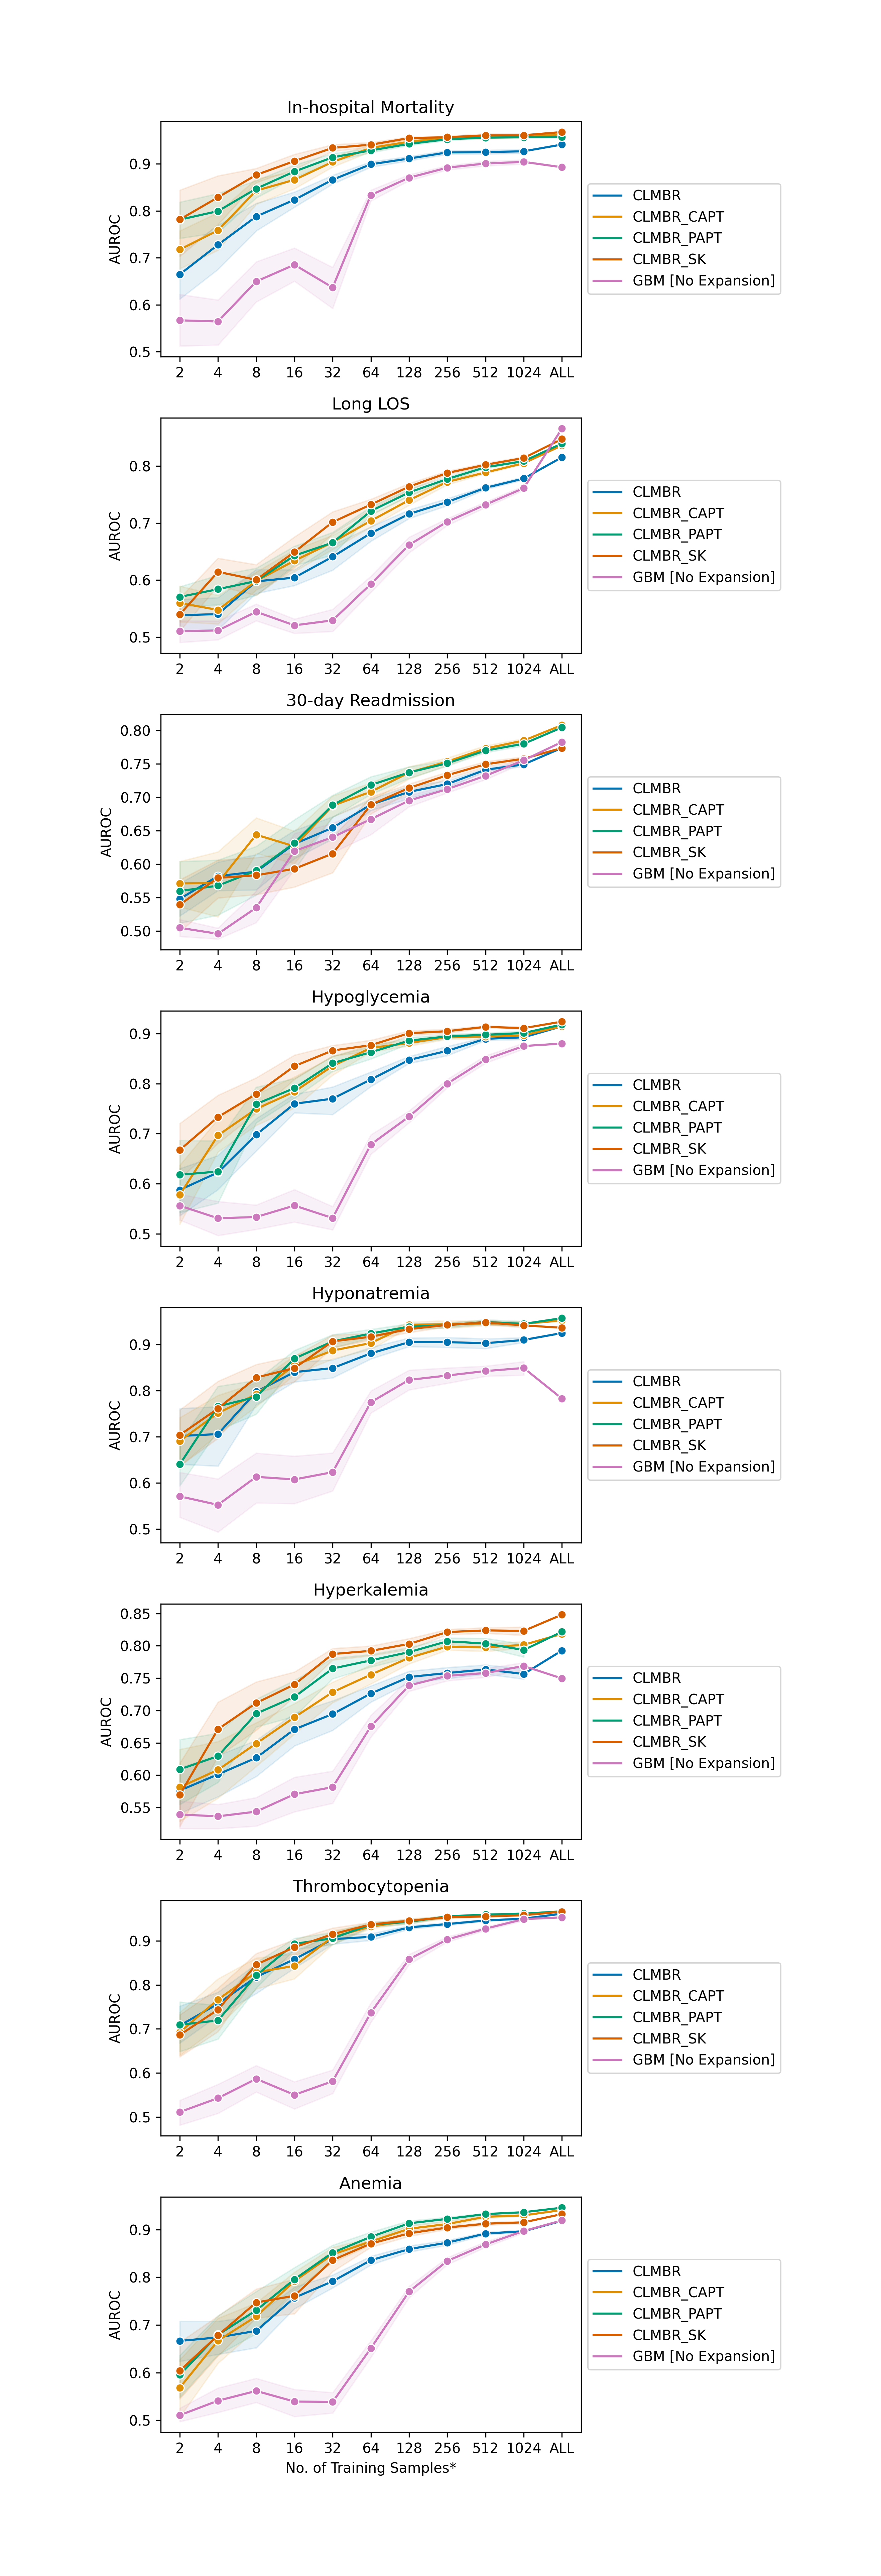 In-hospital Mortality
AUROC
0.9
0.8
0.7
0.6
0.5
2 4 8 16 32 64 128 256 512 1024 ALL
CLMBR
CLMBR_CAPT
CLMBR_PAPT
CLMBR_SK
GBM [No Expansion]
Long LOS
AUROC
0.8
0.7
0.6
0.5
2 4 8 16 32 64 128 256 512 1024 ALL
CLMBR
CLMBR_CAPT
CLMBR_PAPT
CLMBR_SK
GBM [No Expansion]
30-day Readmission
AUROC
0.80
0.75
0.70
0.65
0.60
0.55
0.50
2 4 8 16 32 64 128 256 512 1024 ALL
CLMBR
CLMBR_CAPT
CLMBR_PAPT
CLMBR_SK
GBM [No Expansion]
Hypoglycemia
AUROC
0.9
0.8
0.7
0.6
0.5
2 4 8 16 32 64 128 256 512 1024 ALL
CLMBR
CLMBR_CAPT
CLMBR_PAPT
CLMBR_SK
GBM [No Expansion]
Hyponatremia
AUROC
0.9
0.8
0.7
0.6
0.5
2 4 8 16 32 64 128 256 512 1024 ALL
CLMBR
CLMBR_CAPT
CLMBR_PAPT
CLMBR_SK
GBM [No Expansion]
Hyperkalemia
AUROC
0.85
0.80
0.75
0.70
0.65
0.60
0.55
2 4 8 16 32 64 128 256 512 1024 ALL
CLMBR
CLMBR_CAPT
CLMBR_PAPT
CLMBR_SK
GBM [No Expansion]
Thrombocytopenia
AUROC
0.9
0.8
0.7
0.6
0.5
2 4 8 16 32 64 128 256 512 1024 ALL
CLMBR
CLMBR_CAPT
CLMBR_PAPT
CLMBR_SK
GBM [No Expansion]
Anemia
AUROC
0.9
0.8
0.7
0.6
0.5
2 4 8 16 32 64 128 256 512 1024 ALL
No. of Training Samples*
CLMBR
CLMBR_CAPT
CLMBR_PAPT
CLMBR_SK
GBM [No Expansion]